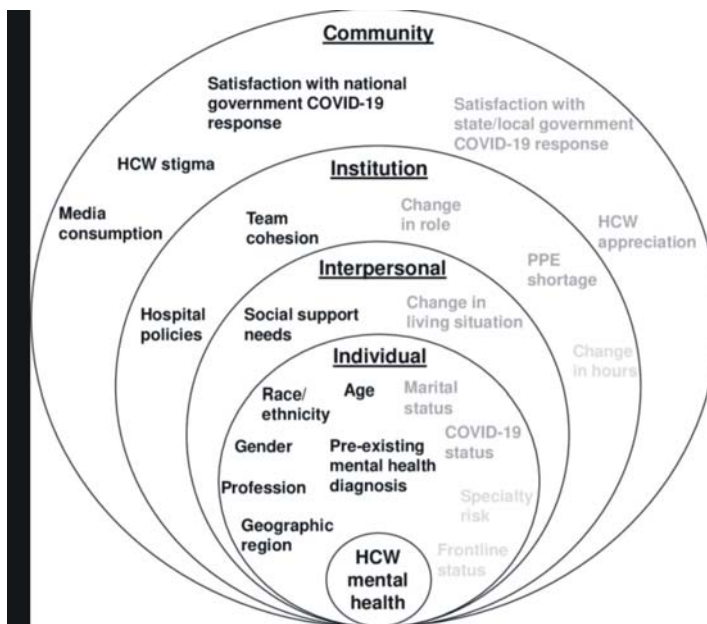 Community
Satisfaction with national
government COVID-19
response
Satisfaction with
state/local government
COVID-19 response
HCW stigma
Media
consumption
HCW
appreciation
Institution
Team
cohesion
Change
in role
PPE
shortage
Hospital
policies
Change
in hours
Interpersonal
Social support
needs
Change in
living situation
Individual
Race/
ethnicity
Age
Marital
status
Gender
Pre-existing
mental health
diagnosis
COVID-19
status
Profession
Specialty
risk
Geographic
region
Frontline
status
HCW
mental
health